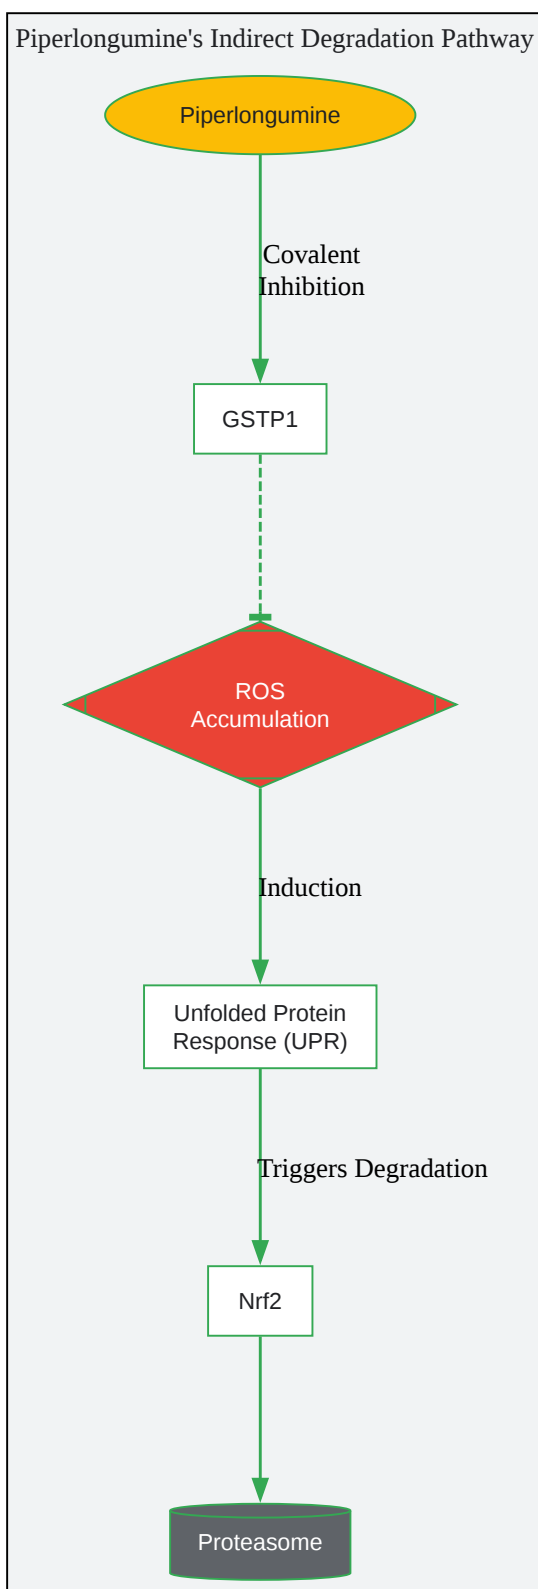 Piperlongumine's Indirect Degradation Pathway
Piperlongumine
Covalent
Inhibition
GSTP1
ROS
Accumulation
Induction
Unfolded Protein
Response (UPR)
Triggers Degradation
Nrf2
Proteasome